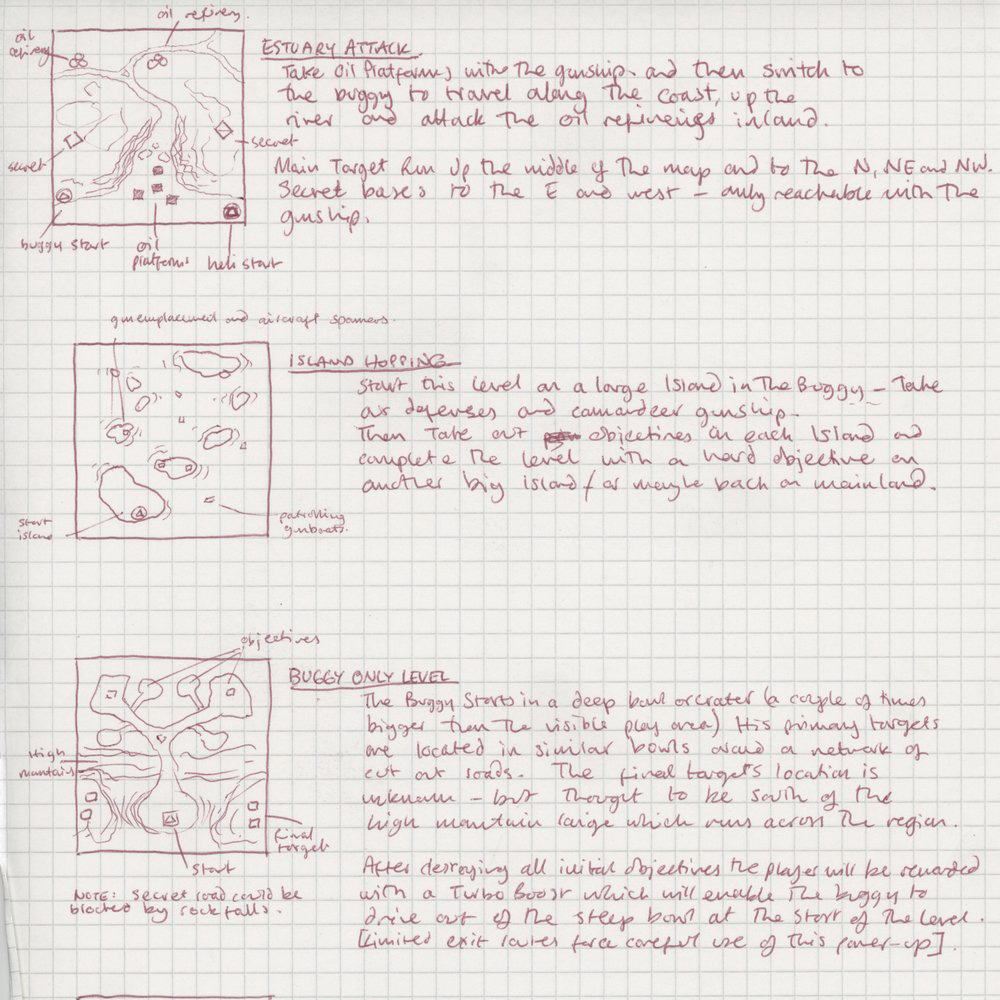 oil refinery.
oil
refinery
secret
secret
buggy start
oil
platforms
heli start
ESTUARY ATTACK
Take Oil Platforms with the gunship and then switch to
the buggy to travel along the coast, up the
river and attack the oil refinerys inland.
Main Target Run Up the middle of the map and to the N, NE and NW.
Secret bases to the E and west – only reachable with the
gunship.
gunemplacement and aircraft spawners.
start
island
patrolling
gunboats.
ISLAND HOPPING
Start this level on a large Island in The Buggy – Take
air defenses and comandeer gunship.
Then Take out objectives on each Island and
complete the level with a hard objective on
another big island / or maybe back on mainland.
objectives
High
mountains
start
final
target
NOTE: secret road could be
blocked by rock falls.
BUGGY ONLY LEVEL
The Buggy Starts in a deep bowl or crater (a couple of times
bigger than the visible play area) His primary targets
are located in similar bowls around a network of
cut out roads. The final targets location is
unknown – but thought to be south of the
high mountain range which runs across the region.
After destroying all initial objectives the player will be rewarded
with a Turbo Boost which will enable the buggy to
drive out of the steep bowl at the start of the level.
[limited exit routes force careful use of this power-up].